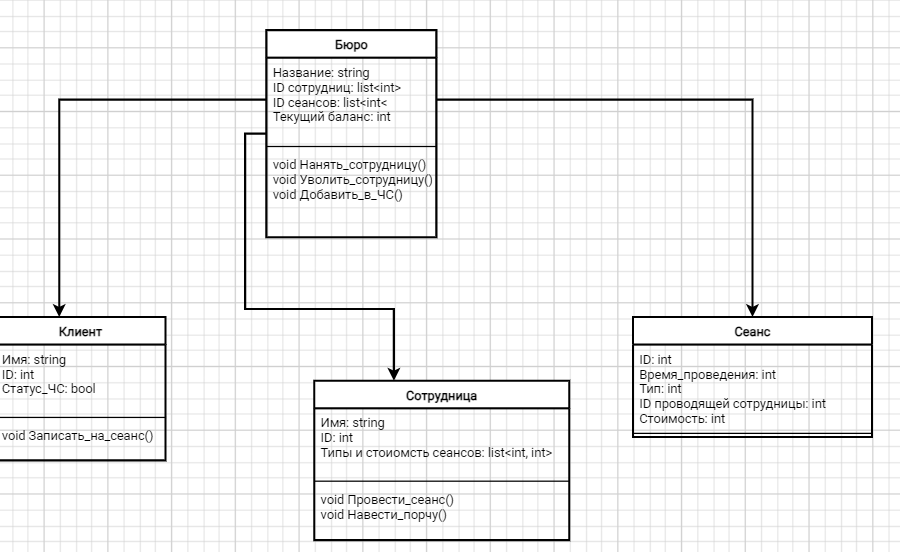 Бюро
Название: string
ID сотрудниц: list<int>
ID сеансов: list<int<
Текущий баланс: int
void Нанять_сотрудницу()
void Уволить_сотрудницу()
void Добавить_в_ЧС()
Клиент
Имя: string
ID: int
Статус_ЧС: bool
void Записать_на_сеанс()
Сотрудница
Имя: string
ID: int
Типы и стоиомсть сеансов: list<int, int>
void Провести_сеанс()
void Навести_порчу()
Сеанс
ID: int
Время_проведения: int
Тип: int
ID проводящей сотрудницы: int
Стоимость: int